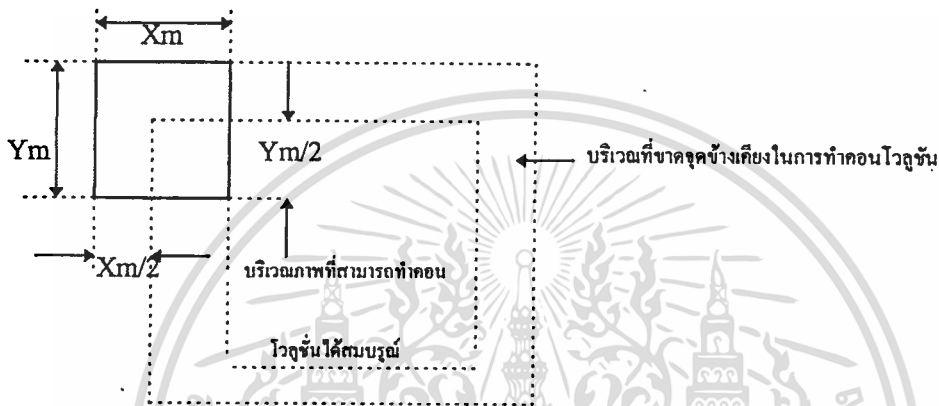 Xm
Ym
Ym/2
บริเวณที่ขาดจุดข้างเคียงในการทำคอนโวลูชัน
Xm/2
บริเวณภาพที่สามารถทำคอน
โวลูชั่นได้สมบรูณ์